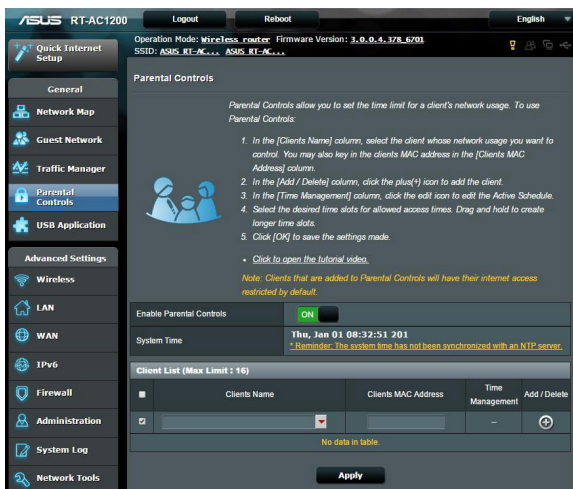 ASUS RT-AC1200
Logout
Reboot
English
Quick Internet
Setup
General
Network Map
Guest Network
Traffic Manager
Parental
Controls
USB Application
Advanced Settings
Wireless
LAN
WAN
IPv6
Firewall
Administration
System Log
Network Tools
Operation Mode: Wireless router Firmware Version: 3.0.0.4.378_6701
SSID: ASUS RT-AC... ASUS RT-AC...
Parental Controls
Parental Controls allow you to set the time limit for a client's network usage. To use
Parental Controls:
1. In the [Clients Name] column, select the client whose network usage you want to
control. You may also key in the clients MAC address in the [Clients MAC
Address] column.
2. In the [Add / Delete] column, click the plus(+) icon to add the client.
3. In the [Time Management] column, click the edit icon to edit the Active Schedule.
4. Select the desired time slots for allowed access times. Drag and hold to create
longer time slots.
5. Click [OK] to save the settings made.
• Click to open the tutorial video.
Note: Clients that are added to Parental Controls will have their internet access
restricted by default.
Enable Parental Controls
ON
System Time
Thu, Jan 01 08:32:51 201
* Reminder: The system time has not been synchronized with an NTP server.
Client List (Max Limit : 16)
Clients Name
Clients MAC Address
Time
Management
Add / Delete
–
No data in table.
Apply